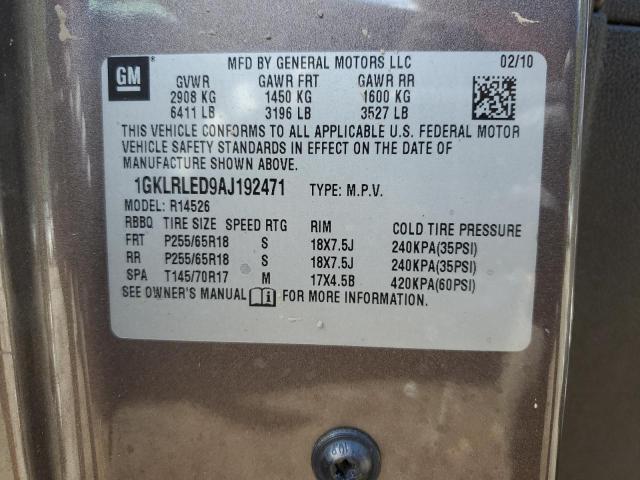 GM
MFD BY GENERAL MOTORS LLC 02/10
GVWR GAWR FRT GAWR RR
2908 KG 1450 KG 1600 KG
6411 LB 3196 LB 3527 LB
THIS VEHICLE CONFORMS TO ALL APPLICABLE U.S. FEDERAL MOTOR
VEHICLE SAFETY STANDARDS IN EFFECT ON THE DATE OF
MANUFACTURE SHOWN ABOVE.
1GKLRLED9AJ192471 TYPE: M.P.V.
MODEL: R14526
RBBQ TIRE SIZE SPEED RTG RIM COLD TIRE PRESSURE
FRT P255/65R18 S 18X7.5J 240KPA(35PSI)
RR P255/65R18 S 18X7.5J 240KPA(35PSI)
SPA T145/70R17 M 17X4.5B 420KPA(60PSI)
SEE OWNER'S MANUAL FOR MORE INFORMATION.